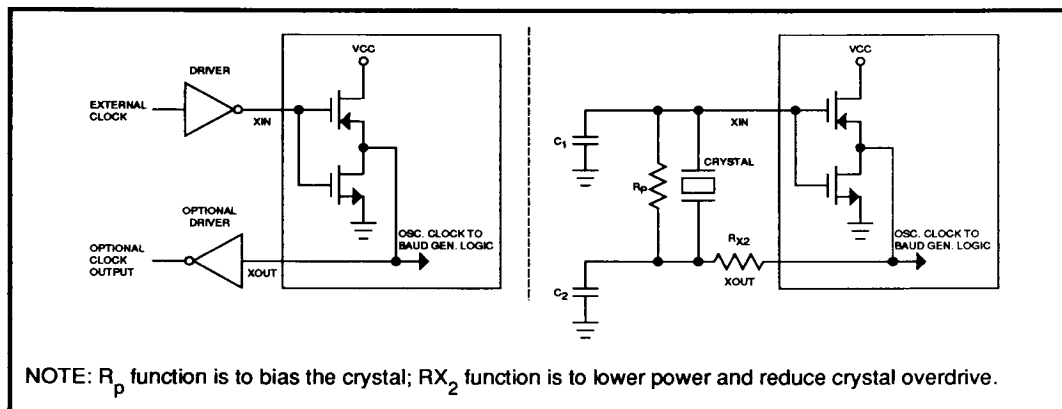 VCC
DRIVER
EXTERNAL
CLOCK
XIN
OPTIONAL
DRIVER
OPTIONAL
CLOCK
OUTPUT
XOUT
OSC. CLOCK TO
BAUD GEN. LOGIC
VCC
XIN
C1
CRYSTAL
Rp
RX2
XOUT
C2
OSC. CLOCK TO
BAUD GEN. LOGIC
NOTE: Rp function is to bias the crystal; RX2 function is to lower power and reduce crystal overdrive.